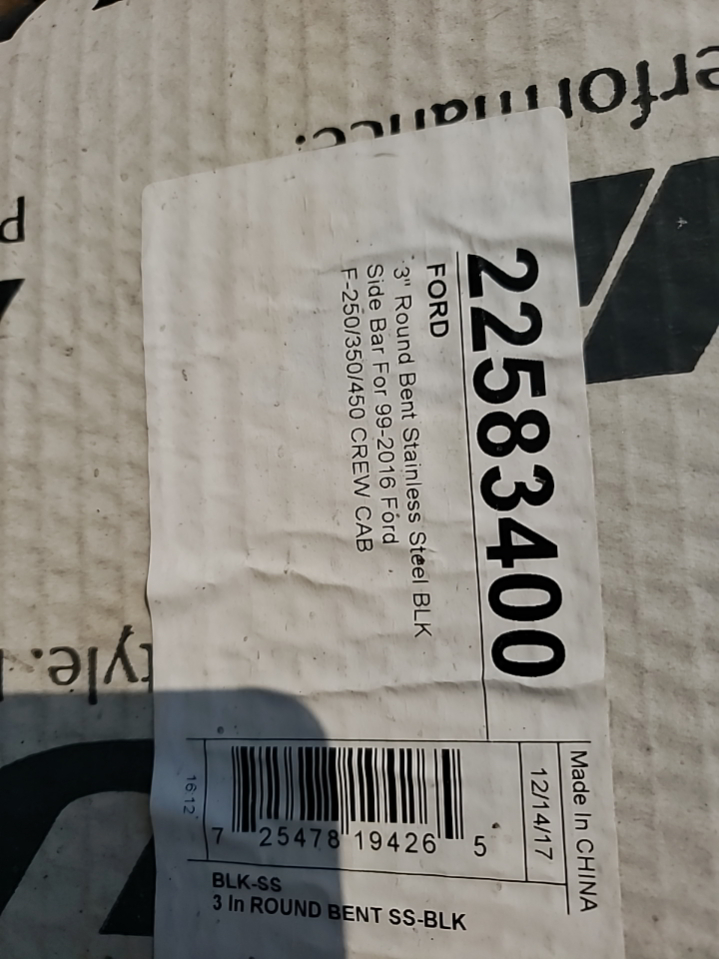 erformance.
P
22583400
FORD
3" Round Bent Stainless Steel BLK
Side Bar For 99-2016 Ford
F-250/350/450 CREW CAB
tyle.
Made In CHINA
12/14/17
7 25478 19426 5
16:12
BLK-SS
3 In ROUND BENT SS-BLK